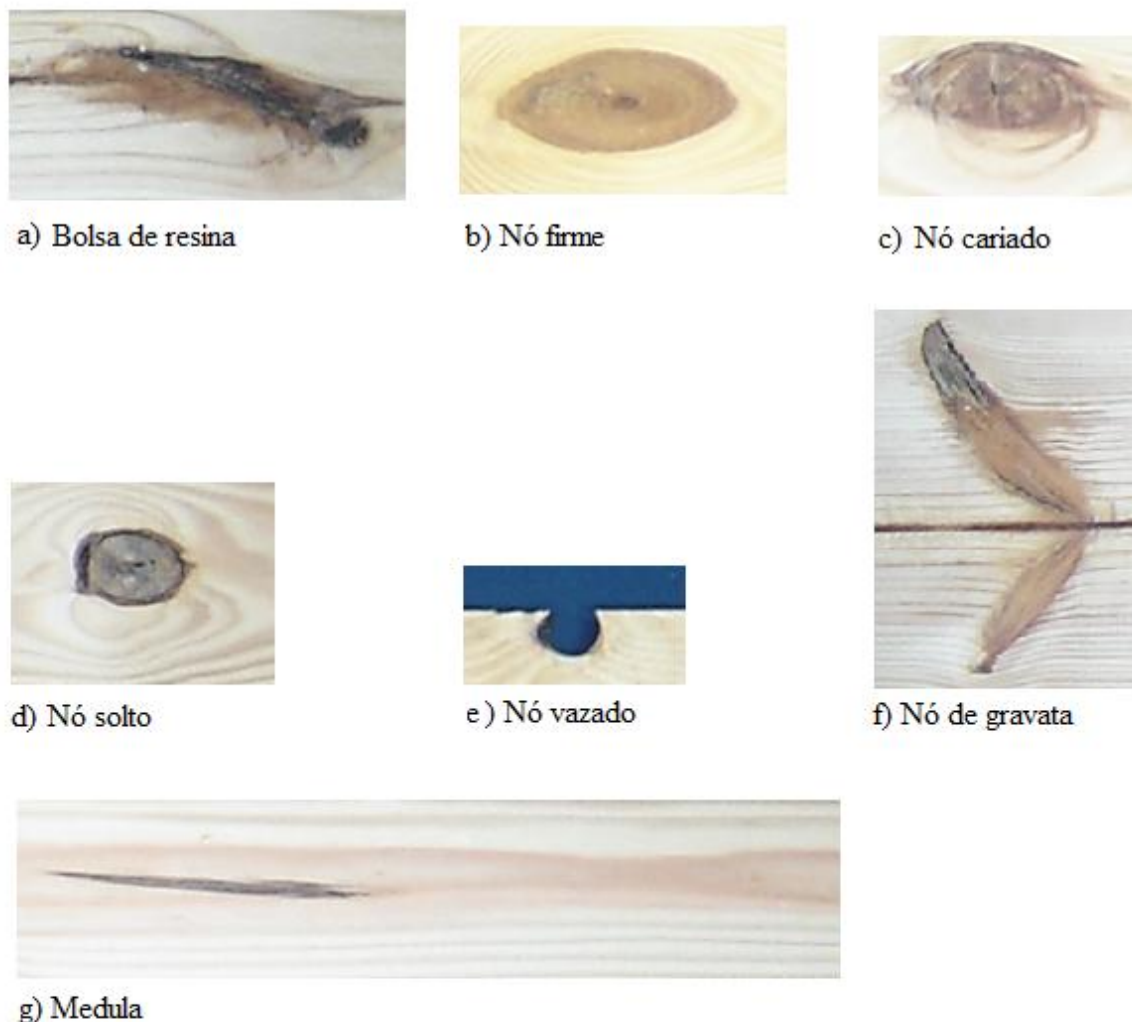 a) Bolsa de resina
b) Nó firme
c) Nó cariado
d) Nó solto
e ) Nó vazado
f) Nó de gravata
g) Medula